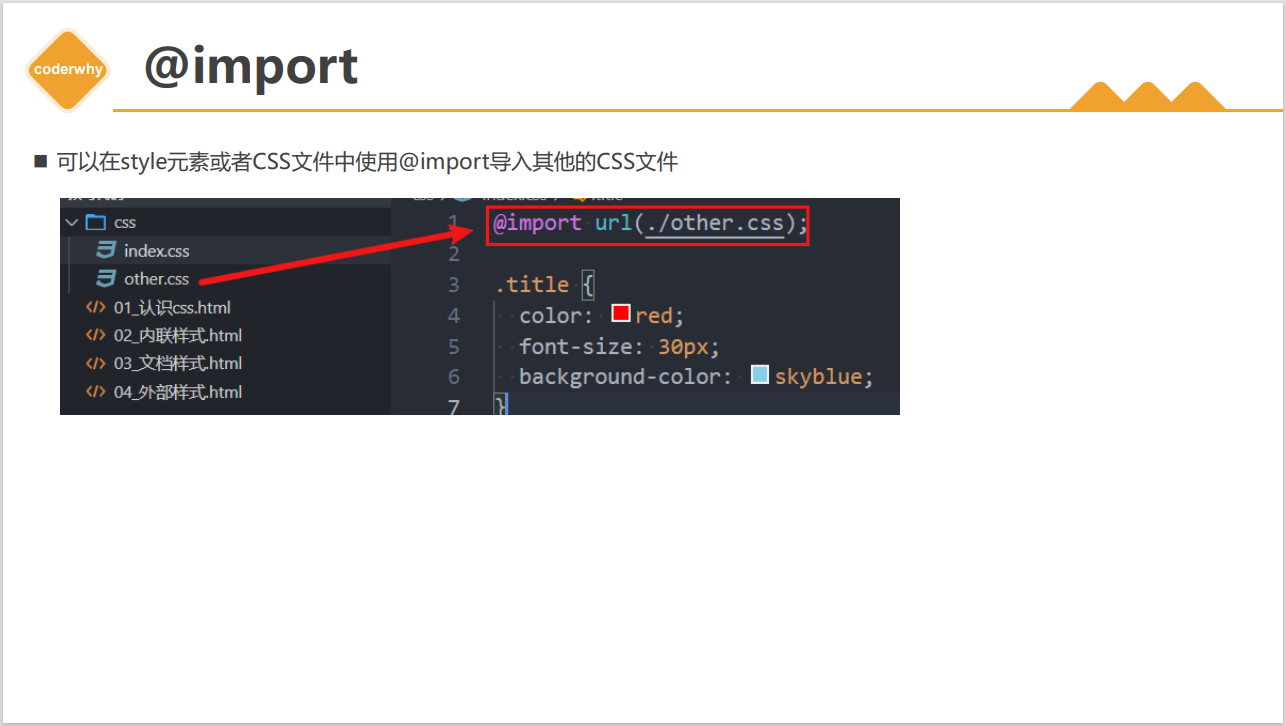 coderwhy
@import
■ 可以在style元素或者CSS文件中使用@import导入其他的CSS文件
css
index.css
other.css
01_认识css.html
02_内联样式.html
03_文档样式.html
04_外部样式.html
1 @import url(./other.css);
2
3 .title {
4 color: red;
5 font-size: 30px;
6 background-color: skyblue;
7 }